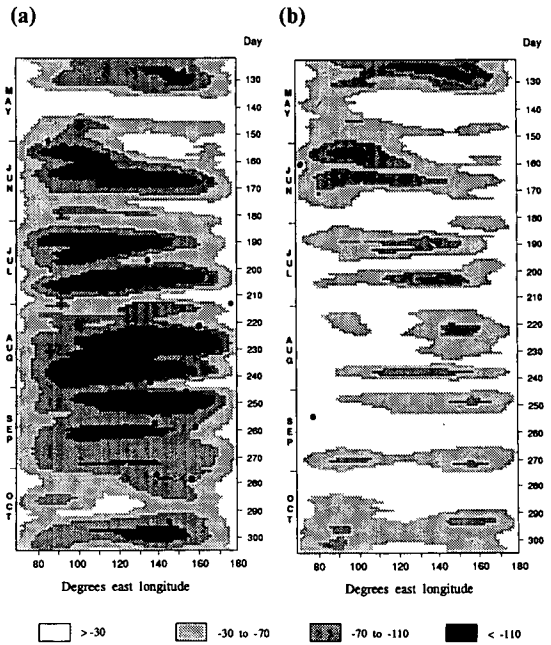 (a)
(b)
Day
Day
MAY
JUN
JUL
AUG
SEP
OCT
130
140
150
160
170
180
190
200
210
220
230
240
250
260
270
280
290
300
MAY
JUN
JUL
AUG
SEP
OCT
130
140
150
160
170
180
190
200
210
220
230
240
250
260
270
280
290
300
80 100 120 140 160 180
80 100 120 140 160 180
Degrees east longitude
Degrees east longitude
> -30
-30 to -70
-70 to -110
< -110